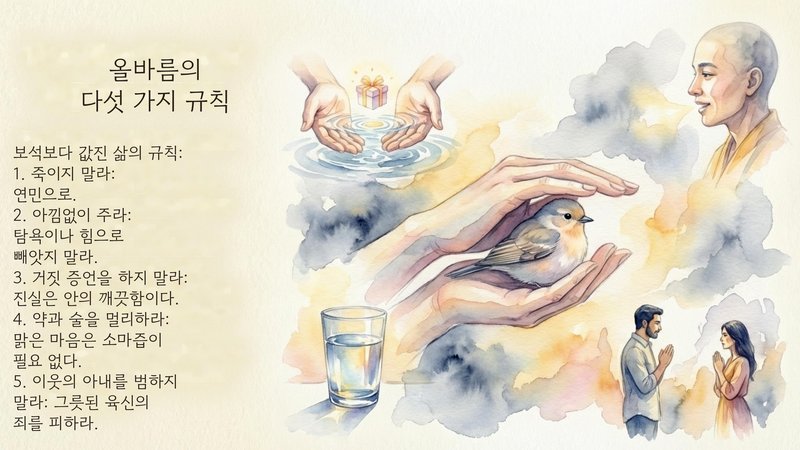 올바름의
다섯 가지 규칙
보석보다 값진 삶의 규칙:
1. 죽이지 말라:
연민으로.
2. 아낌없이 주라:
탐욕이나 힘으로
빼앗지 말라.
3. 거짓 증언을 하지 말라:
진실은 안의 깨끗함이다.
4. 약과 술을 멀리하라:
맑은 마음은 소마즙이
필요 없다.
5. 이웃의 아내를 범하지
말라: 그릇된 육신의
죄를 피하라.